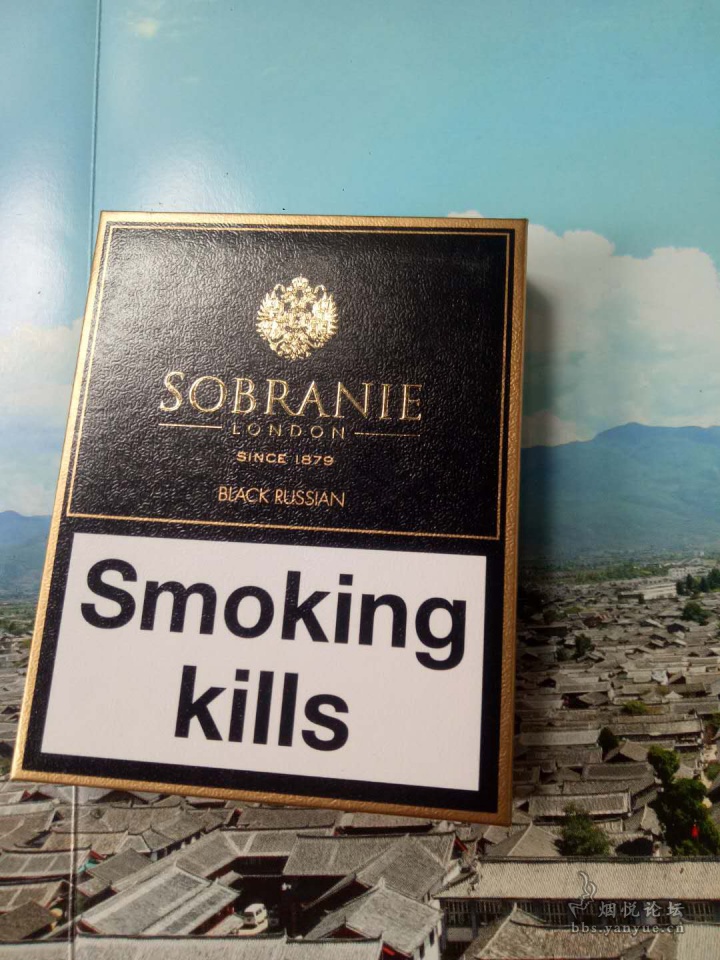 SOBRANIE
LONDON
SINCE 1879
BLACK RUSSIAN
Smoking
kills
烟悦论坛
bbs.yanyue.cn